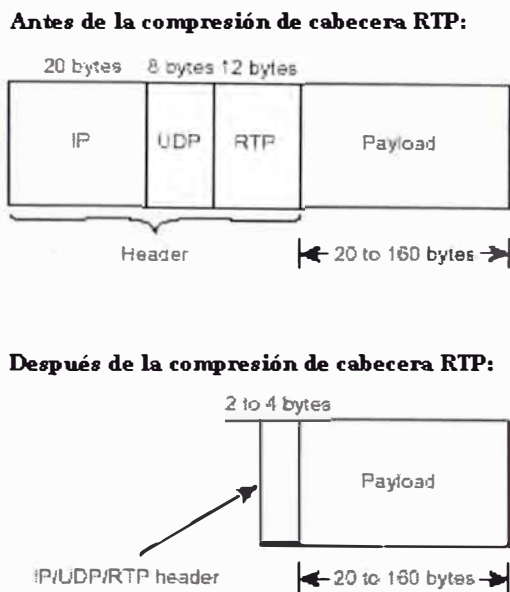 Antes de la compresión de cabecera RTP:
20 bytes 8 bytes 12 bytes
IP UDP RTP Payload
Header 20 to 160 bytes
Después de la compresión de cabecera RTP:
2 to 4 bytes
Payload
IP/UDP/RTP header 20 to 160 bytes